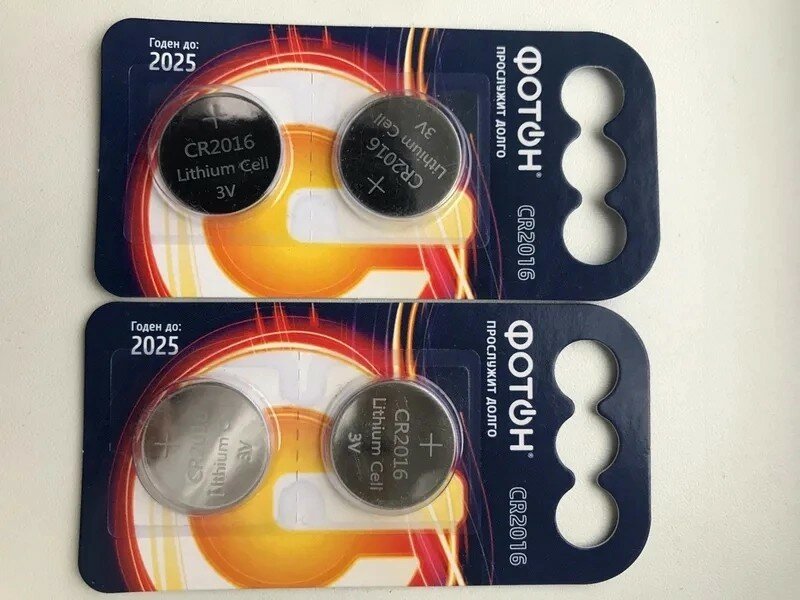 Годен до:
2025
CR2016
Lithium Cell
3V
CR2016
Lithium Cell
3V
ФОТОН®
ПРОСЛУЖИТ ДОЛГО
CR2016
Годен до:
2025
Lithium
3V
CR2016
Lithium Cell
3V
ФОТОН®
ПРОСЛУЖИТ ДОЛГО
CR2016